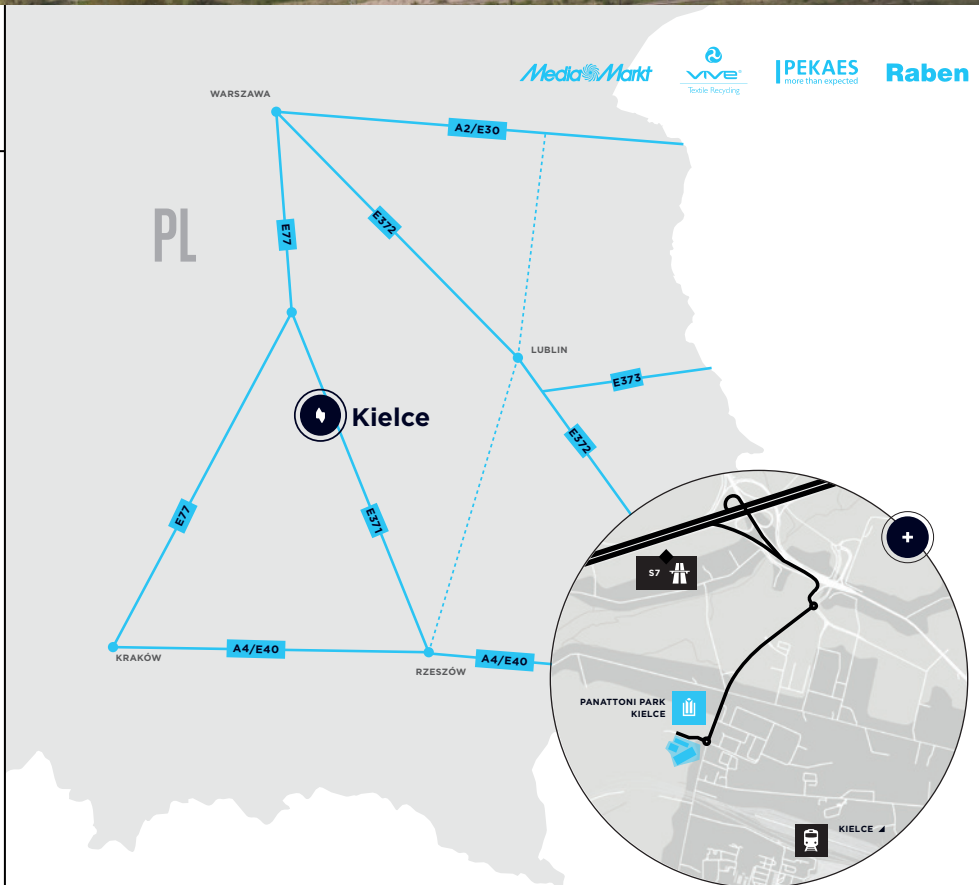 MediaMarkt
VIVE®
Textile Recycling
PEKAES
more than expected
Raben
WARSZAWA
A2/E30
PL
E77
E372
LUBLIN
E373
Kielce
E372
E77
E371
S7
KRAKÓW
A4/E40
RZESZÓW
A4/E40
PANATTONI PARK
KIELCE
KIELCE